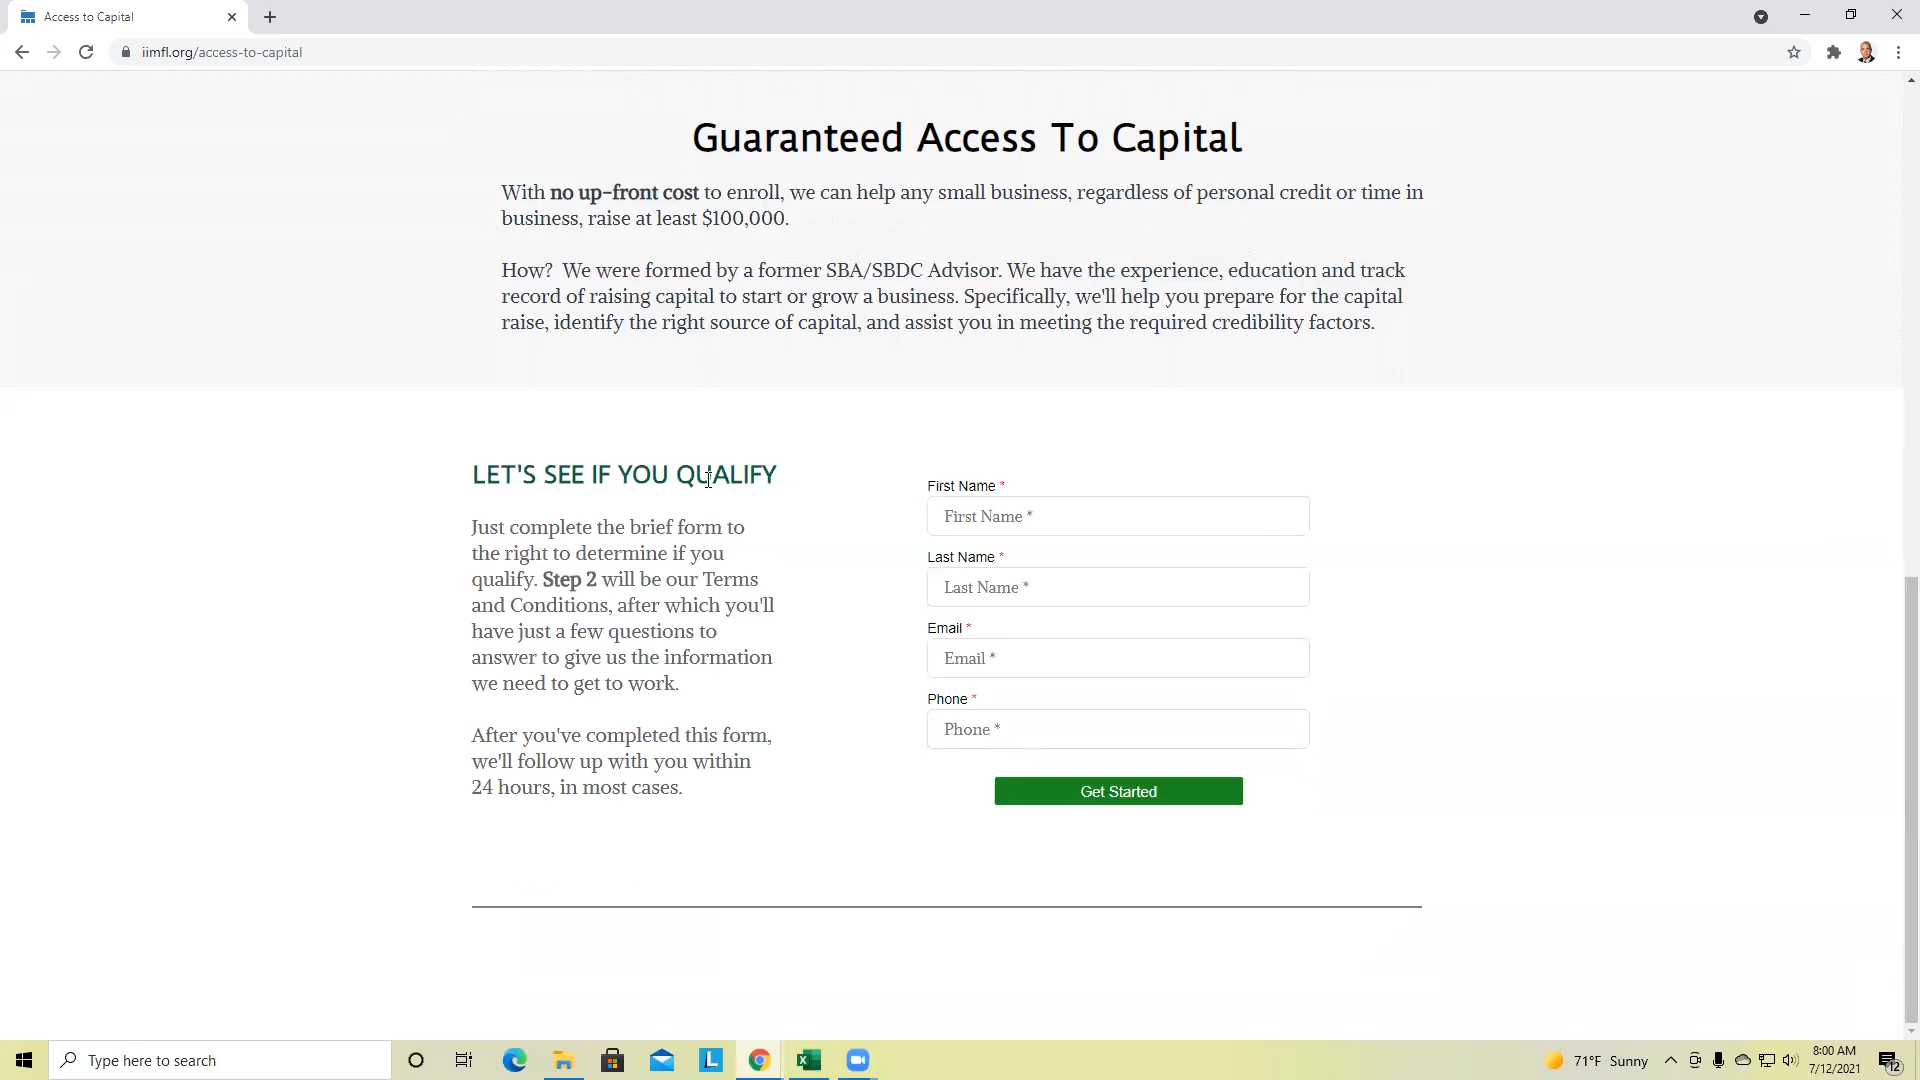 Access to Capital
iimfl.org/access-to-capital
Guaranteed Access To Capital
With no up-front cost to enroll, we can help any small business, regardless of personal credit or time in
business, raise at least $100,000.
How?  We were formed by a former SBA/SBDC Advisor. We have the experience, education and track
record of raising capital to start or grow a business. Specifically, we'll help you prepare for the capital
raise, identify the right source of capital, and assist you in meeting the required credibility factors.
LET'S SEE IF YOU QUALIFY
Just complete the brief form to
the right to determine if you
qualify. Step 2 will be our Terms
and Conditions, after which you'll
have just a few questions to
answer to give us the information
we need to get to work.
After you've completed this form,
we'll follow up with you within
24 hours, in most cases.
First Name *
First Name *
Last Name *
Last Name *
Email *
Email *
Phone *
Phone *
Get Started
Type here to search
L
X
71°F Sunny
8:00 AM
7/12/2021
12